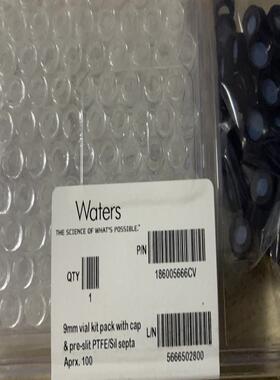 Waters
THE SCIENCE OF WHAT'S POSSIBLE.™
P/N
186005666CV
QTY
1
9mm vial kit pack with cap
& pre-slit PTFE/Sil septa
Aprx. 100
L/N
5666502800